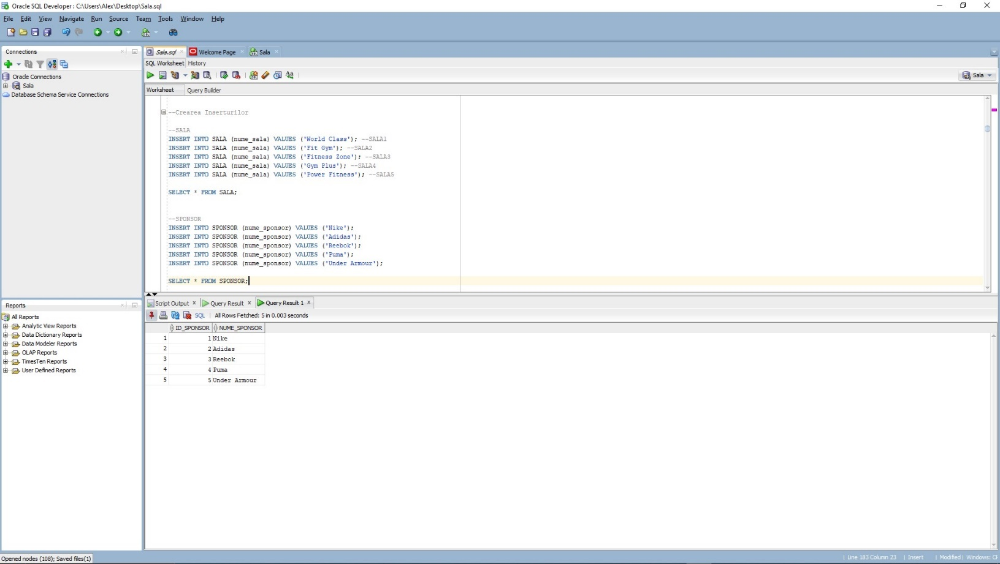 Oracle SQL Developer : C:\Users\Alex\Desktop\Sala.sql
File Edit View Navigate Run Source Team Tools Window Help
Connections
Oracle Connections
Sala
Database Schema Service Connections
Sala.sql Welcome Page Sala
SQL Worksheet History
Sala
Worksheet Query Builder
--Crearea Inserturilor
--SALA
INSERT INTO SALA (nume_sala) VALUES ('World Class'); --SALA1
INSERT INTO SALA (nume_sala) VALUES ('Fit Gym'); --SALA2
INSERT INTO SALA (nume_sala) VALUES ('Fitness Zone'); --SALA3
INSERT INTO SALA (nume_sala) VALUES ('Gym Plus'); --SALA4
INSERT INTO SALA (nume_sala) VALUES ('Power Fitness'); --SALA5
SELECT * FROM SALA;
--SPONSOR
INSERT INTO SPONSOR (nume_sponsor) VALUES ('Nike');
INSERT INTO SPONSOR (nume_sponsor) VALUES ('Adidas');
INSERT INTO SPONSOR (nume_sponsor) VALUES ('Reebok');
INSERT INTO SPONSOR (nume_sponsor) VALUES ('Puma');
INSERT INTO SPONSOR (nume_sponsor) VALUES ('Under Armour');
SELECT * FROM SPONSOR;
Reports
All Reports
Analytic View Reports
Data Dictionary Reports
Data Modeler Reports
OLAP Reports
TimesTen Reports
User Defined Reports
Script Output Query Result Query Result 1
SQL All Rows Fetched: 5 in 0.003 seconds
ID_SPONSOR NUME_SPONSOR
1 1 Nike
2 2 Adidas
3 3 Reebok
4 4 Puma
5 5 Under Armour
Opened nodes (108); Saved files(1)
Line 183 Column 23 Insert Modified Windows: CF